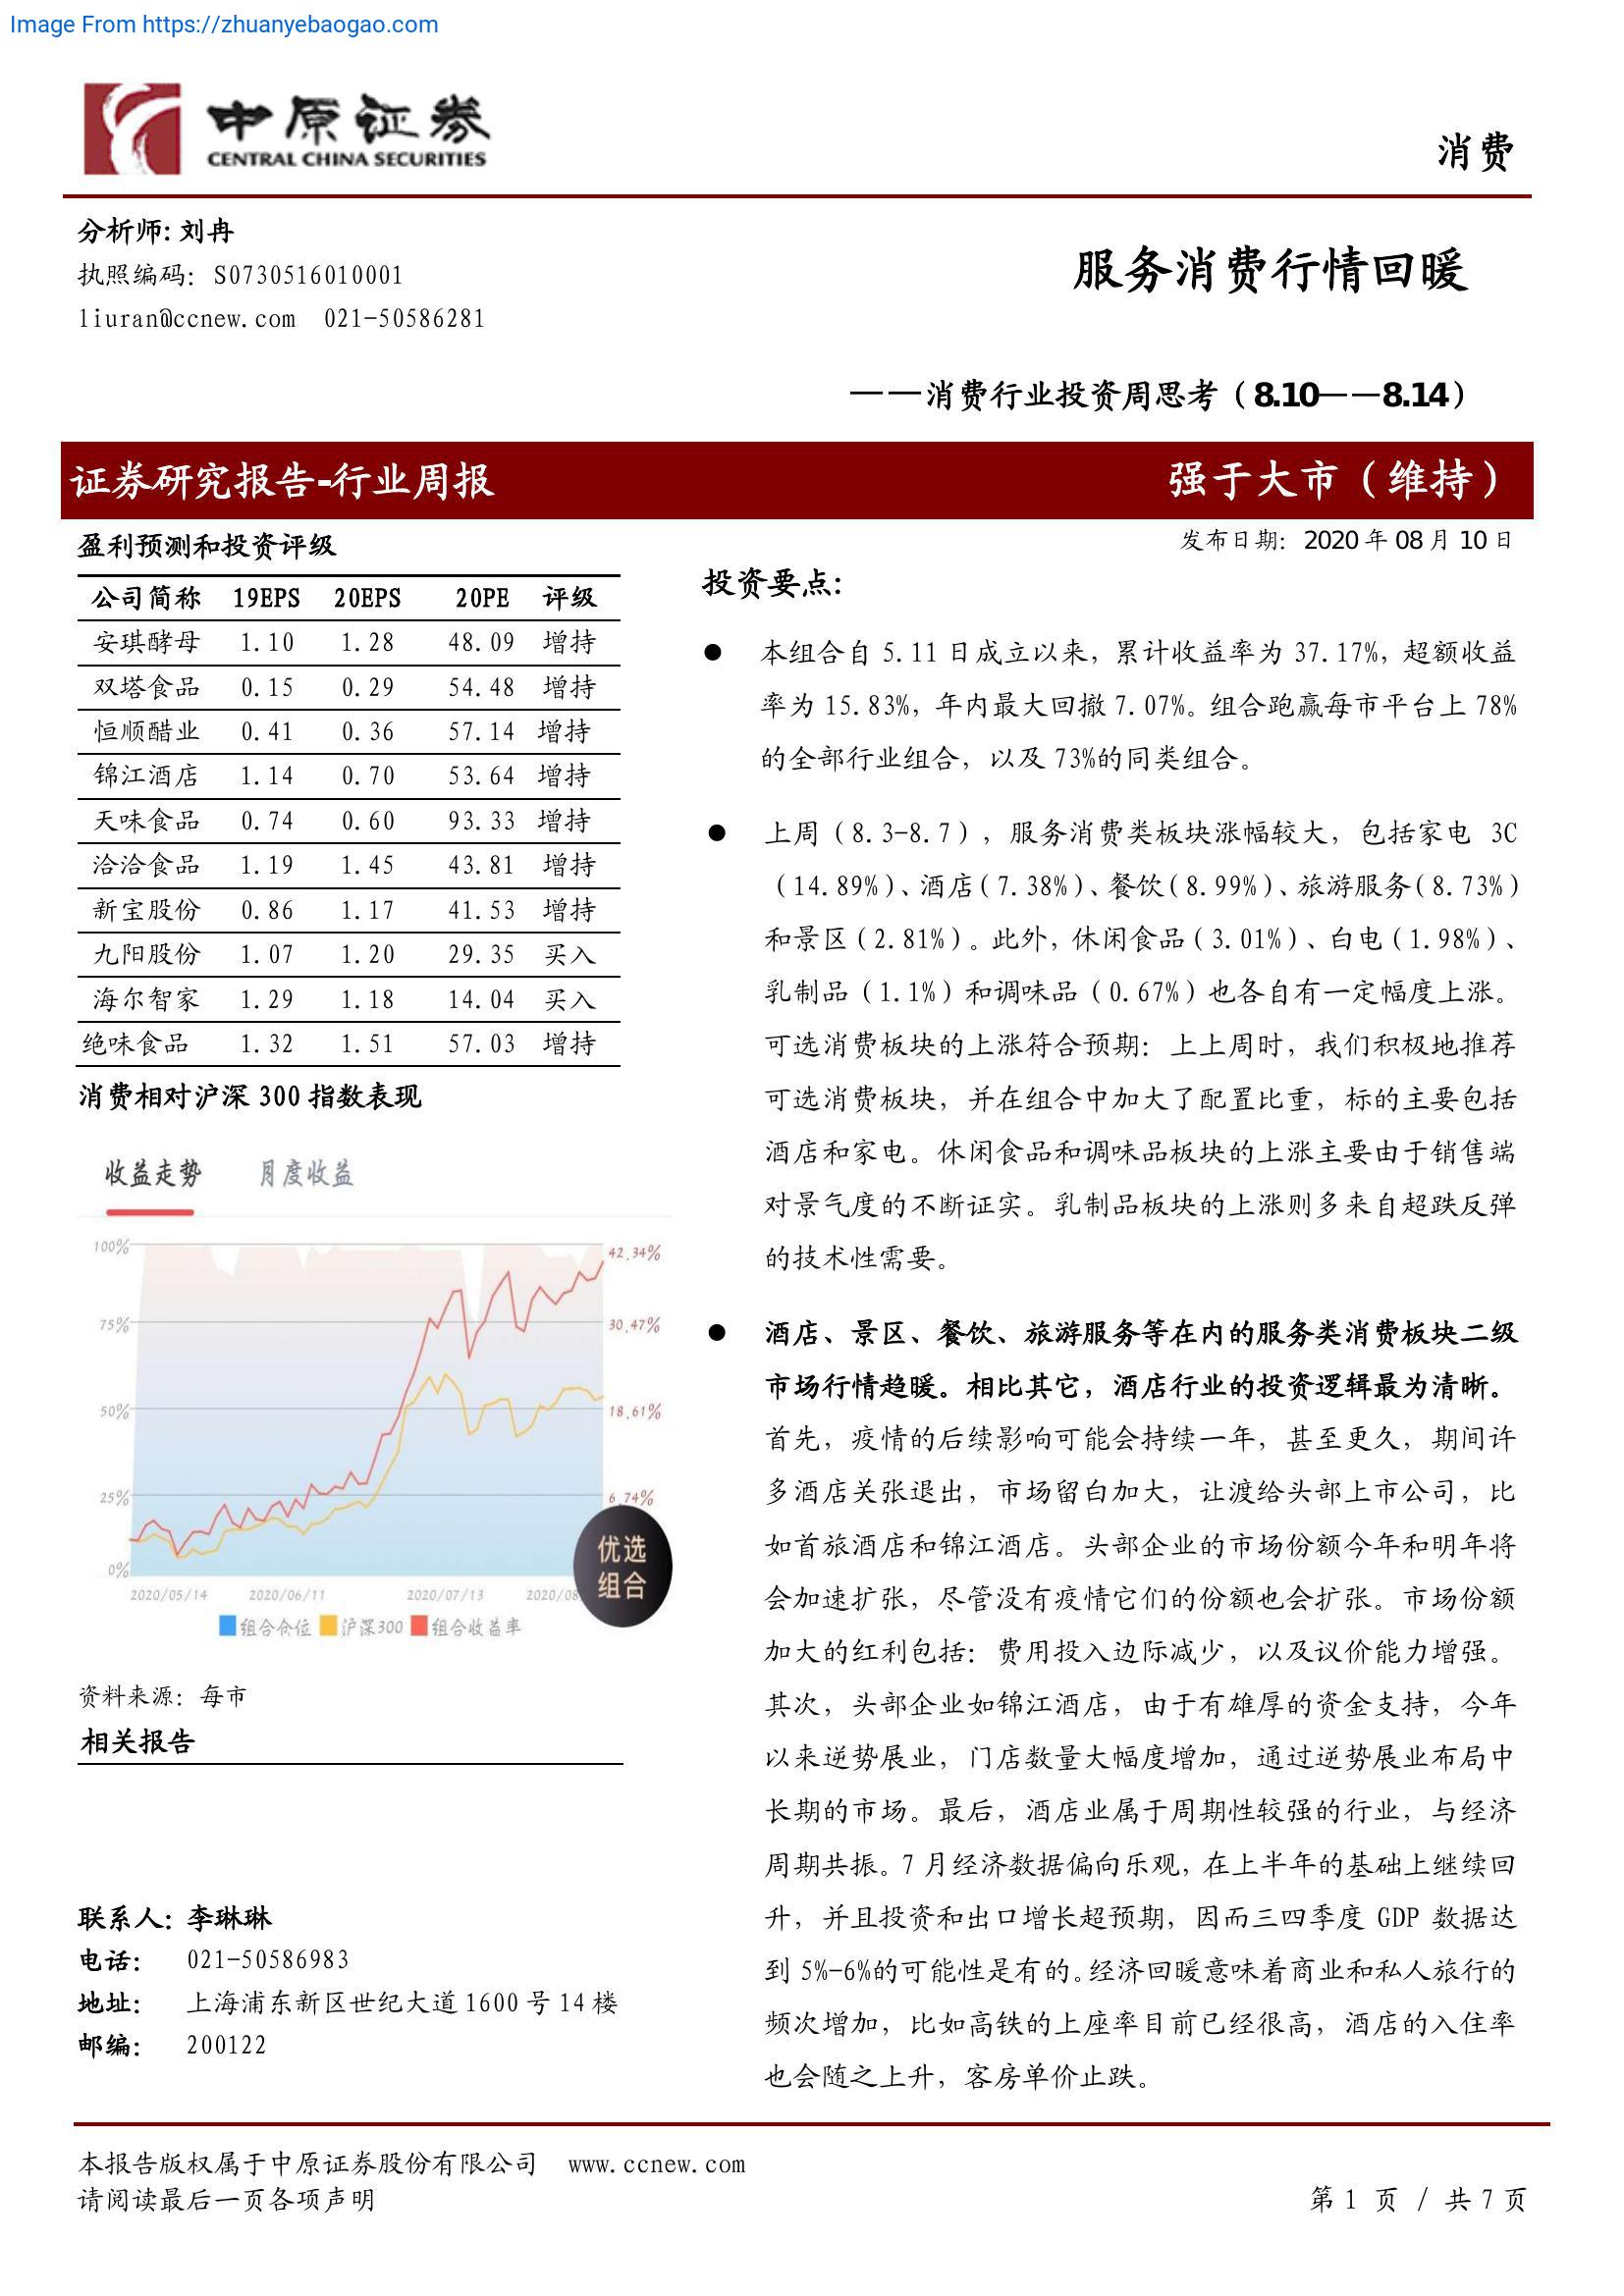 Image From https://zhuanyebaogao.com
中原证券
CENTRAL CHINA SECURITIES
消费
分析师：刘冉
执照编码：S0730516010001
liuran@ccnew.com 021-50586281
服务消费行情回暖
——消费行业投资周思考（8.10——8.14）
证券研究报告-行业周报 强于大市（维持）
发布日期：2020 年 08 月 10 日
盈利预测和投资评级
公司简称 19EPS 20EPS 20PE 评级
安琪酵母 1.10 1.28 48.09 增持
双塔食品 0.15 0.29 54.48 增持
恒顺醋业 0.41 0.36 57.14 增持
锦江酒店 1.14 0.70 53.64 增持
天味食品 0.74 0.60 93.33 增持
洽洽食品 1.19 1.45 43.81 增持
新宝股份 0.86 1.17 41.53 增持
九阳股份 1.07 1.20 29.35 买入
海尔智家 1.29 1.18 14.04 买入
绝味食品 1.32 1.51 57.03 增持
消费相对沪深 300 指数表现
收益走势 月度收益
100% 42.34%
75% 30.47%
50% 18.61%
25% 6.74%
0%
优选
组合
2020/05/14 2020/06/11 2020/07/13 2020/08
组合仓位 沪深300 组合收益率
资料来源：每市
相关报告
联系人：李琳琳
电话： 021-50586983
地址： 上海浦东新区世纪大道 1600 号 14 楼
邮编： 200122
投资要点：
● 本组合自 5.11 日成立以来，累计收益率为 37.17%，超额收益
率为 15.83%，年内最大回撤 7.07%。组合跑赢每市平台上 78%
的全部行业组合，以及 73%的同类组合。
● 上周（8.3-8.7），服务消费类板块涨幅较大，包括家电 3C
（14.89%）、酒店（7.38%）、餐饮（8.99%）、旅游服务（8.73%）
和景区（2.81%）。此外，休闲食品（3.01%）、白电（1.98%）、
乳制品（1.1%）和调味品（0.67%）也各自有一定幅度上涨。
可选消费板块的上涨符合预期：上上周时，我们积极地推荐
可选消费板块，并在组合中加大了配置比重，标的主要包括
酒店和家电。休闲食品和调味品板块的上涨主要由于销售端
对景气度的不断证实。乳制品板块的上涨则多来自超跌反弹
的技术性需要。
● 酒店、景区、餐饮、旅游服务等在内的服务类消费板块二级
市场行情趋暖。相比其它，酒店行业的投资逻辑最为清晰。
首先，疫情的后续影响可能会持续一年，甚至更久，期间许
多酒店关张退出，市场留白加大，让渡给头部上市公司，比
如首旅酒店和锦江酒店。头部企业的市场份额今年和明年将
会加速扩张，尽管没有疫情它们的份额也会扩张。市场份额
加大的红利包括：费用投入边际减少，以及议价能力增强。
其次，头部企业如锦江酒店，由于有雄厚的资金支持，今年
以来逆势展业，门店数量大幅度增加，通过逆势展业布局中
长期的市场。最后，酒店业属于周期性较强的行业，与经济
周期共振。7 月经济数据偏向乐观，在上半年的基础上继续回
升，并且投资和出口增长超预期，因而三四季度 GDP 数据达
到 5%-6%的可能性是有的。经济回暖意味着商业和私人旅行的
频次增加，比如高铁的上座率目前已经很高，酒店的入住率
也会随之上升，客房单价止跌。
本报告版权属于中原证券股份有限公司 www.ccnew.com
请阅读最后一页各项声明
第 1 页 / 共 7 页